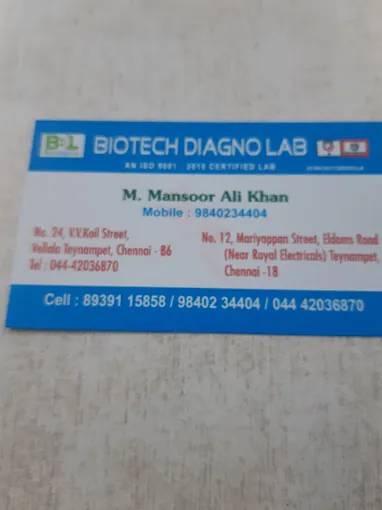 B:L BIOTECH DIAGNO LAB
AN ISO 9001 : 2015 CERTIFIED LAB
M. Mansoor Ali Khan
Mobile : 9840234404
No. 24, V.V.Koil Street,
Vellala Teynampet, Chennai - 86
Tel : 044-42036870
No. 12, Mariyappan Street, Eldams Road
(Near Royal Electricals) Teynampet,
Chennai -18
Cell : 89391 15858 / 98402 34404 / 044 42036870